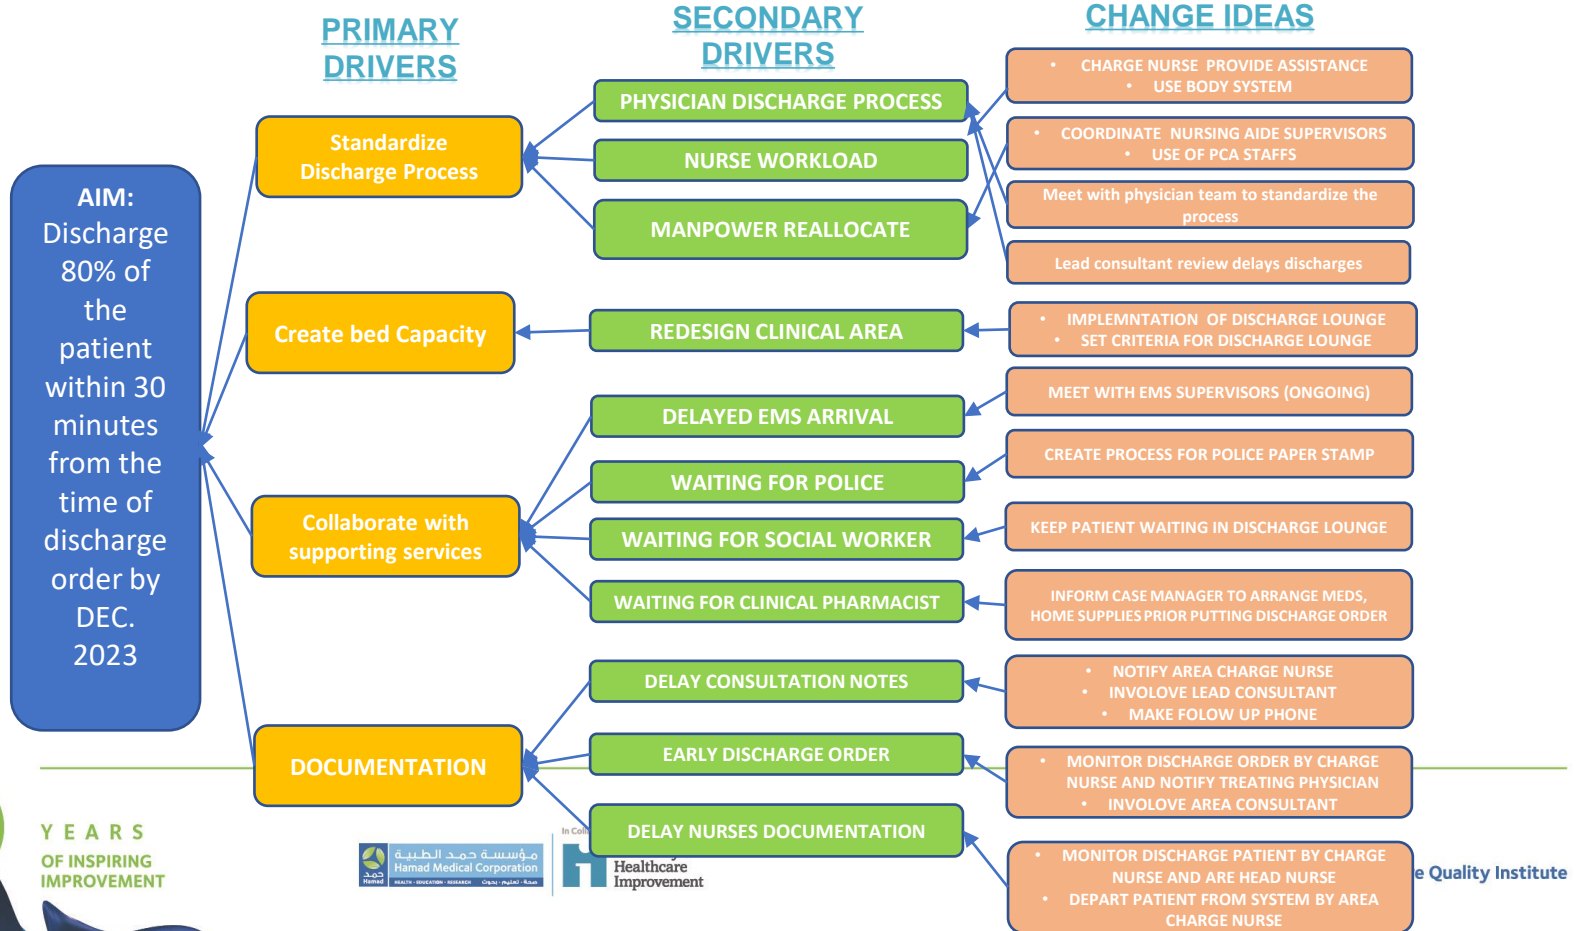 PRIMARY
DRIVERS
SECONDARY
DRIVERS
CHANGE IDEAS
AIM:
Discharge
80% of
the
patient
within 30
minutes
from the
time of
discharge
order by
DEC.
2023
Standardize
Discharge Process
Create bed Capacity
Collaborate with
supporting services
DOCUMENTATION
PHYSICIAN DISCHARGE PROCESS
NURSE WORKLOAD
MANPOWER REALLOCATE
REDESIGN CLINICAL AREA
DELAYED EMS ARRIVAL
WAITING FOR POLICE
WAITING FOR SOCIAL WORKER
WAITING FOR CLINICAL PHARMACIST
DELAY CONSULTATION NOTES
EARLY DISCHARGE ORDER
DELAY NURSES DOCUMENTATION
• CHARGE NURSE PROVIDE ASSISTANCE
• USE BODY SYSTEM
• COORDINATE NURSING AIDE SUPERVISORS
• USE OF PCA STAFFS
Meet with physician team to standardize the
process
Lead consultant review delays discharges
• IMPLEMNTATION OF DISCHARGE LOUNGE
• SET CRITERIA FOR DISCHARGE LOUNGE
MEET WITH EMS SUPERVISORS (ONGOING)
CREATE PROCESS FOR POLICE PAPER STAMP
KEEP PATIENT WAITING IN DISCHARGE LOUNGE
INFORM CASE MANAGER TO ARRANGE MEDS,
HOME SUPPLIES PRIOR PUTTING DISCHARGE ORDER
• NOTIFY AREA CHARGE NURSE
• INVOLOVE LEAD CONSULTANT
• MAKE FOLOW UP PHONE
• MONITOR DISCHARGE ORDER BY CHARGE
NURSE AND NOTIFY TREATING PHYSICIAN
• INVOLOVE AREA CONSULTANT
• MONITOR DISCHARGE PATIENT BY CHARGE
NURSE AND ARE HEAD NURSE
• DEPART PATIENT FROM SYSTEM BY AREA
CHARGE NURSE
YEARS
OF INSPIRING
IMPROVEMENT
مؤسسة حمد الطبية
Hamad Medical Corporation
HEALTH · EDUCATION · RESEARCH صحة · تعليم · بحوث
حمد
Hamad
In
Healthcare
Improvement
Quality Institute